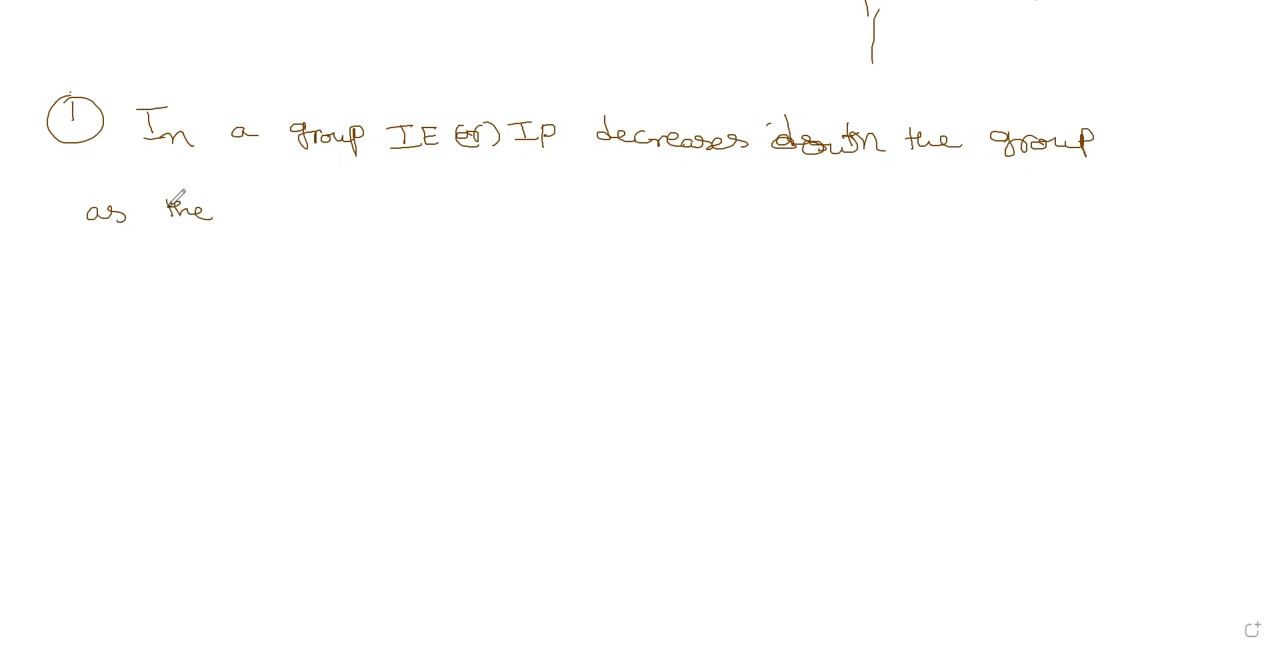 ① In a group IE (or) IP decreases down the group
as the